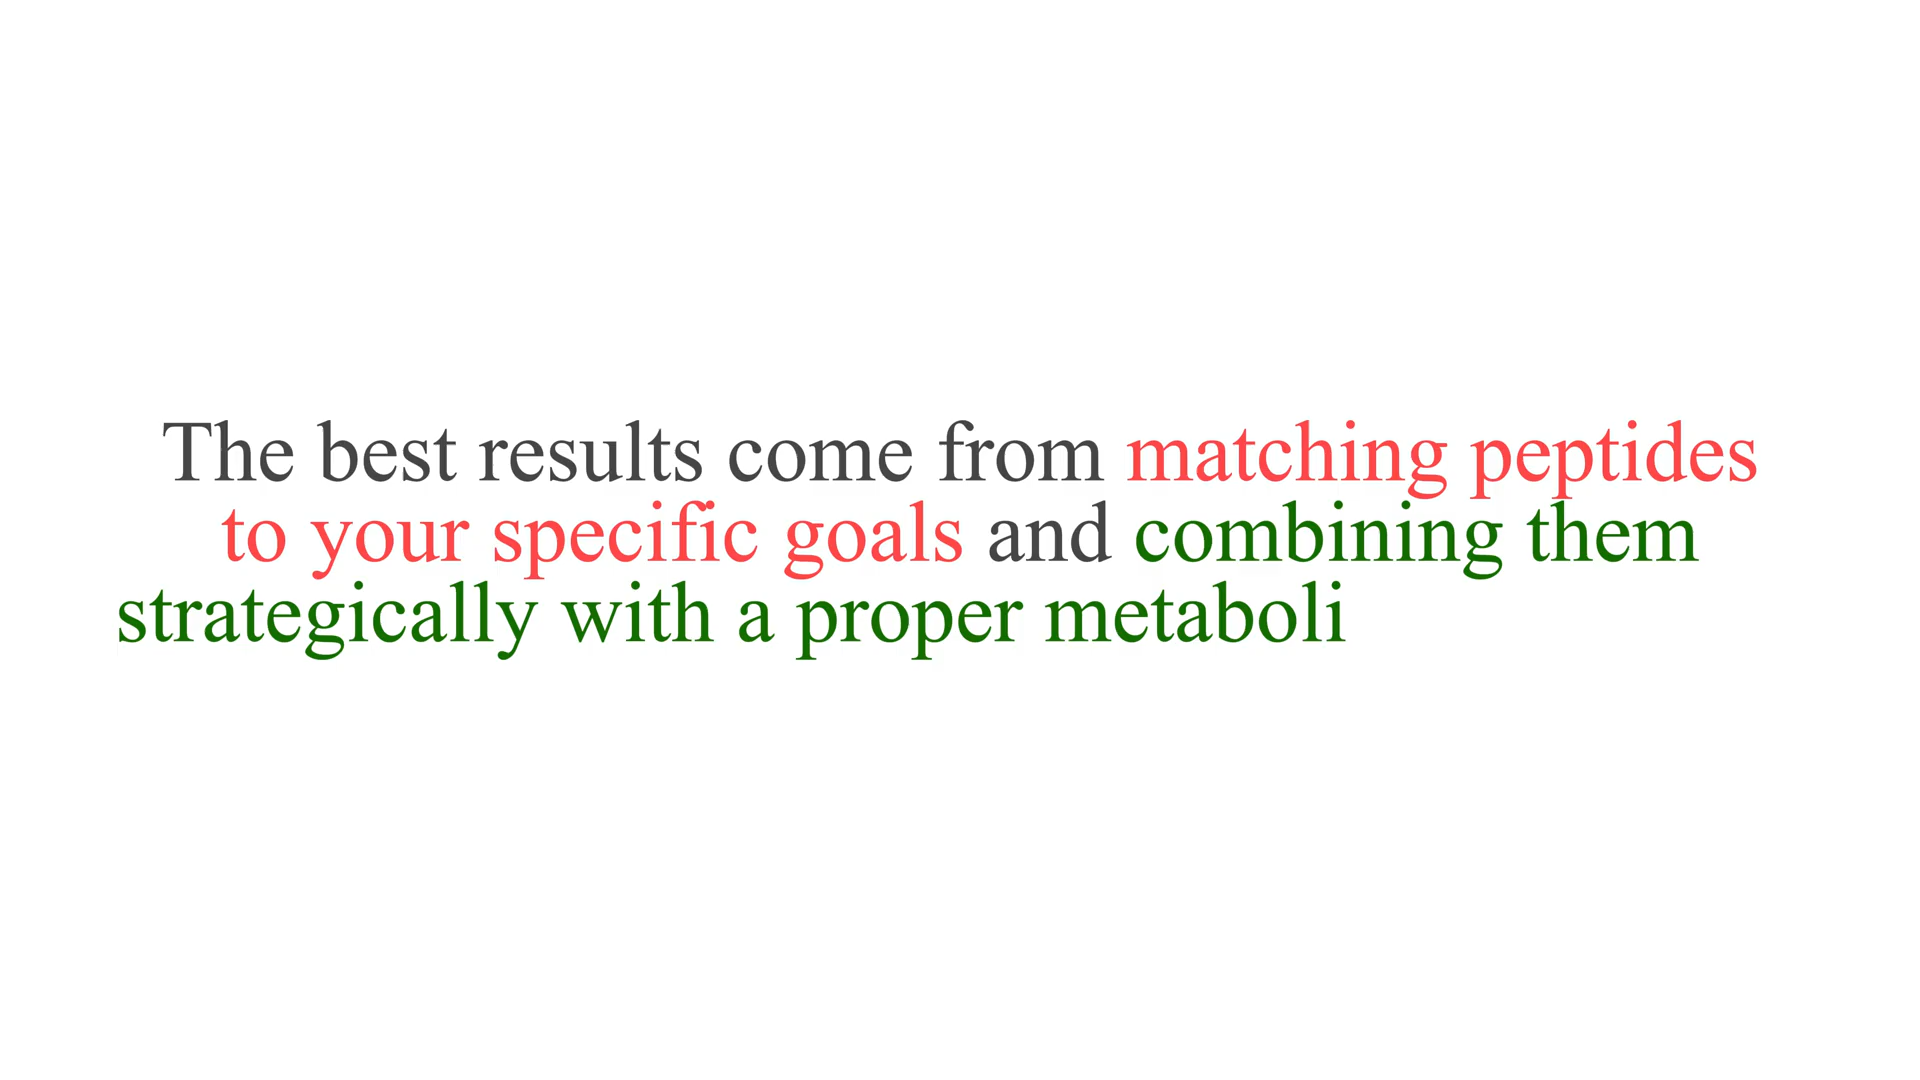 The best results come from matching peptides
to your specific goals and combining them
strategically with a proper metaboli